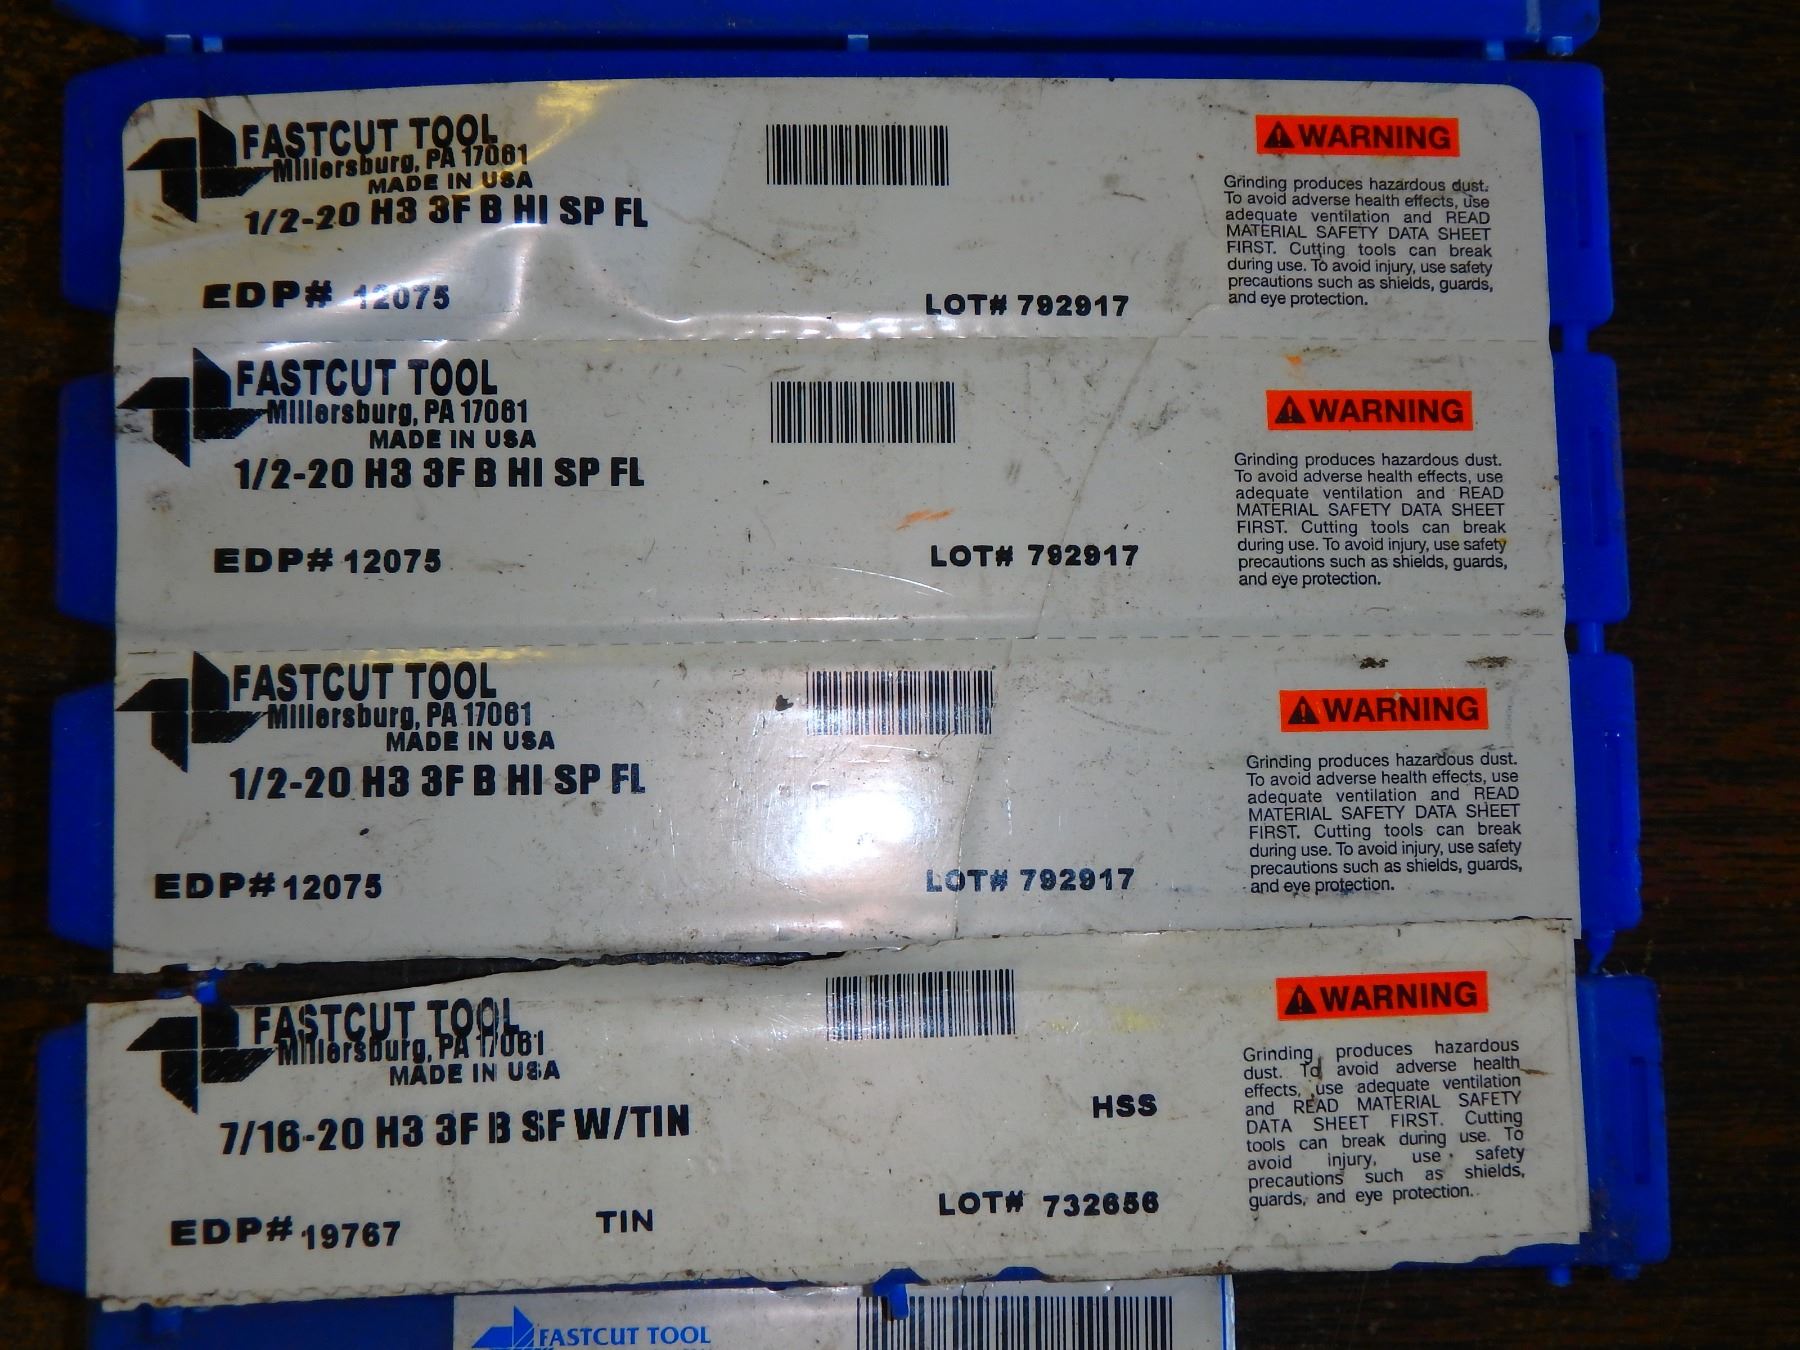 FASTCUT TOOL
Millersburg, PA 17061
MADE IN USA
1/2-20 H3 3F B HI SP FL
EDP# 12075
LOT# 792917
WARNING
Grinding produces hazardous dust.
To avoid adverse health effects, use
adequate ventilation and READ
MATERIAL SAFETY DATA SHEET
FIRST. Cutting tools can break
during use. To avoid injury, use safety
precautions such as shields, guards,
and eye protection.
FASTCUT TOOL
Millersburg, PA 17061
MADE IN USA
1/2-20 H3 3F B HI SP FL
EDP# 12075
LOT# 792917
WARNING
Grinding produces hazardous dust.
To avoid adverse health effects, use
adequate ventilation and READ
MATERIAL SAFETY DATA SHEET
FIRST. Cutting tools can break
during use. To avoid injury, use safety
precautions such as shields, guards,
and eye protection.
FASTCUT TOOL
Millersburg, PA 17061
MADE IN USA
1/2-20 H3 3F B HI SP FL
EDP# 12075
LOT# 792917
WARNING
Grinding produces hazardous dust.
To avoid adverse health effects, use
adequate ventilation and READ
MATERIAL SAFETY DATA SHEET
FIRST. Cutting tools can break
during use. To avoid injury, use safety
precautions such as shields, guards,
and eye protection.
FASTCUT TOOL
Millersburg, PA 17061
MADE IN USA
7/16-20 H3 3F B SF W/TIN
HSS
EDP# 19767
TIN
LOT# 732656
WARNING
Grinding produces hazardous
dust. To avoid adverse health
effects, use adequate ventilation
and READ MATERIAL SAFETY
DATA SHEET FIRST. Cutting
tools can break during use. To
avoid injury, use safety
precautions such as shields,
guards, and eye protection.
FASTCUT TOOL